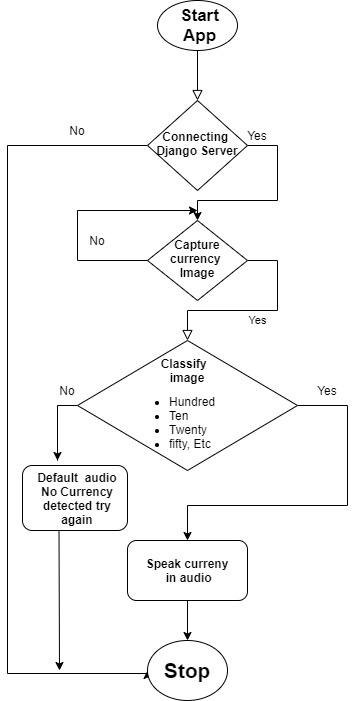 Start
App
No
Yes
Connecting
Django Server
No
Capture
currency
Image
Yes
Classify
image
No
Yes
• Hundred
• Ten
• Twenty
• fifty, Etc
Default audio
No Currency
detected try
again
Speak curreny
in audio
Stop